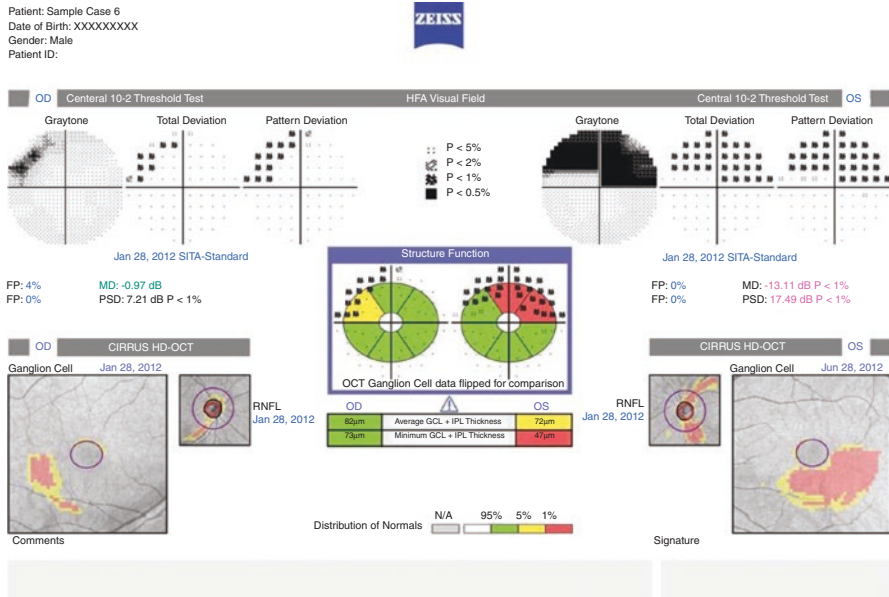 Patient: Sample Case 6
Date of Birth: XXXXXXXXX
Gender: Male
Patient ID:
ZEISS
OD Centeral 10-2 Threshold Test HFA Visual Field Central 10-2 Threshold Test OS
Graytone Total Deviation Pattern Deviation Graytone Total Deviation Pattern Deviation
P < 5%
P < 2%
P < 1%
P < 0.5%
Jan 28, 2012 SITA-Standard Jan 28, 2012 SITA-Standard
FP: 4% MD: -0.97 dB FP: 0% MD: -13.11 dB P < 1%
FP: 0% PSD: 7.21 dB P < 1% FP: 0% PSD: 17.49 dB P < 1%
Structure Function
OCT Ganglion Cell data flipped for comparison
OD CIRRUS HD-OCT CIRRUS HD-OCT OS
Ganglion Cell Jan 28, 2012 Ganglion Cell Jun 28, 2012
RNFL
Jan 28, 2012
RNFL
Jan 28, 2012
OD OS
82µm Average GCL + IPL Thickness 72µm
73µm Minimum GCL + IPL Thickness 47µm
N/A 95% 5% 1%
Distribution of Normals
Comments Signature